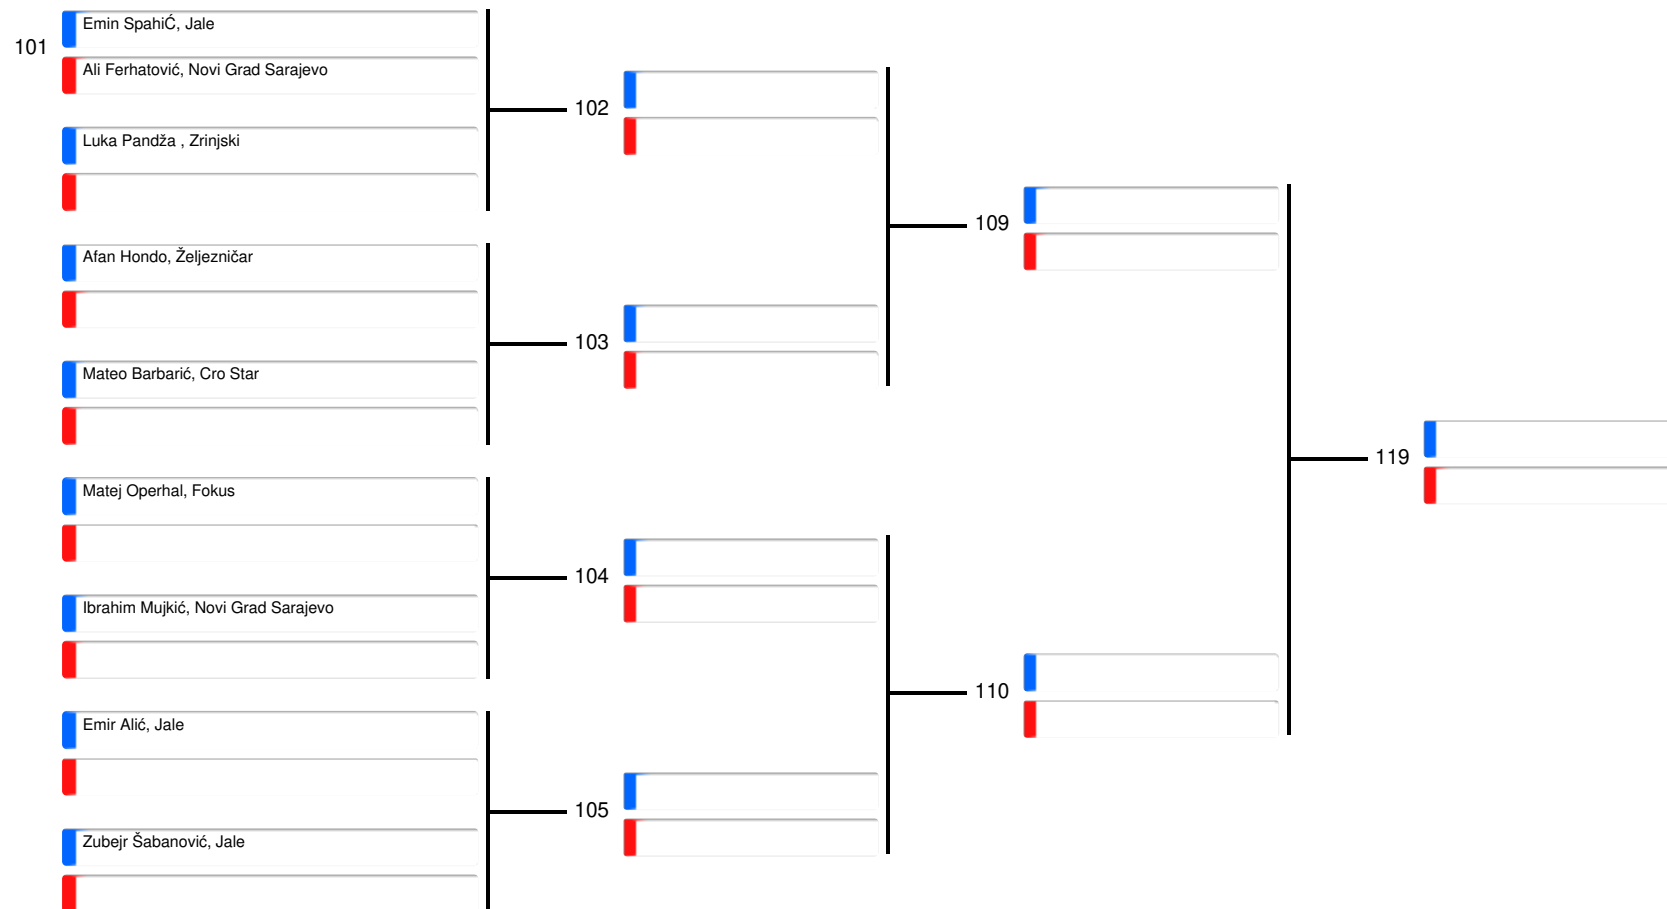 Emin SpahiĆ, Jale
101
Ali Ferhatović, Novi Grad Sarajevo
102
Luka Pandža , Zrinjski
109
Afan Hondo, Željezničar
103
Mateo Barbarić, Cro Star
119
Matej Operhal, Fokus
104
Ibrahim Mujkić, Novi Grad Sarajevo
110
Emir Alić, Jale
105
Zubejr Šabanović, Jale